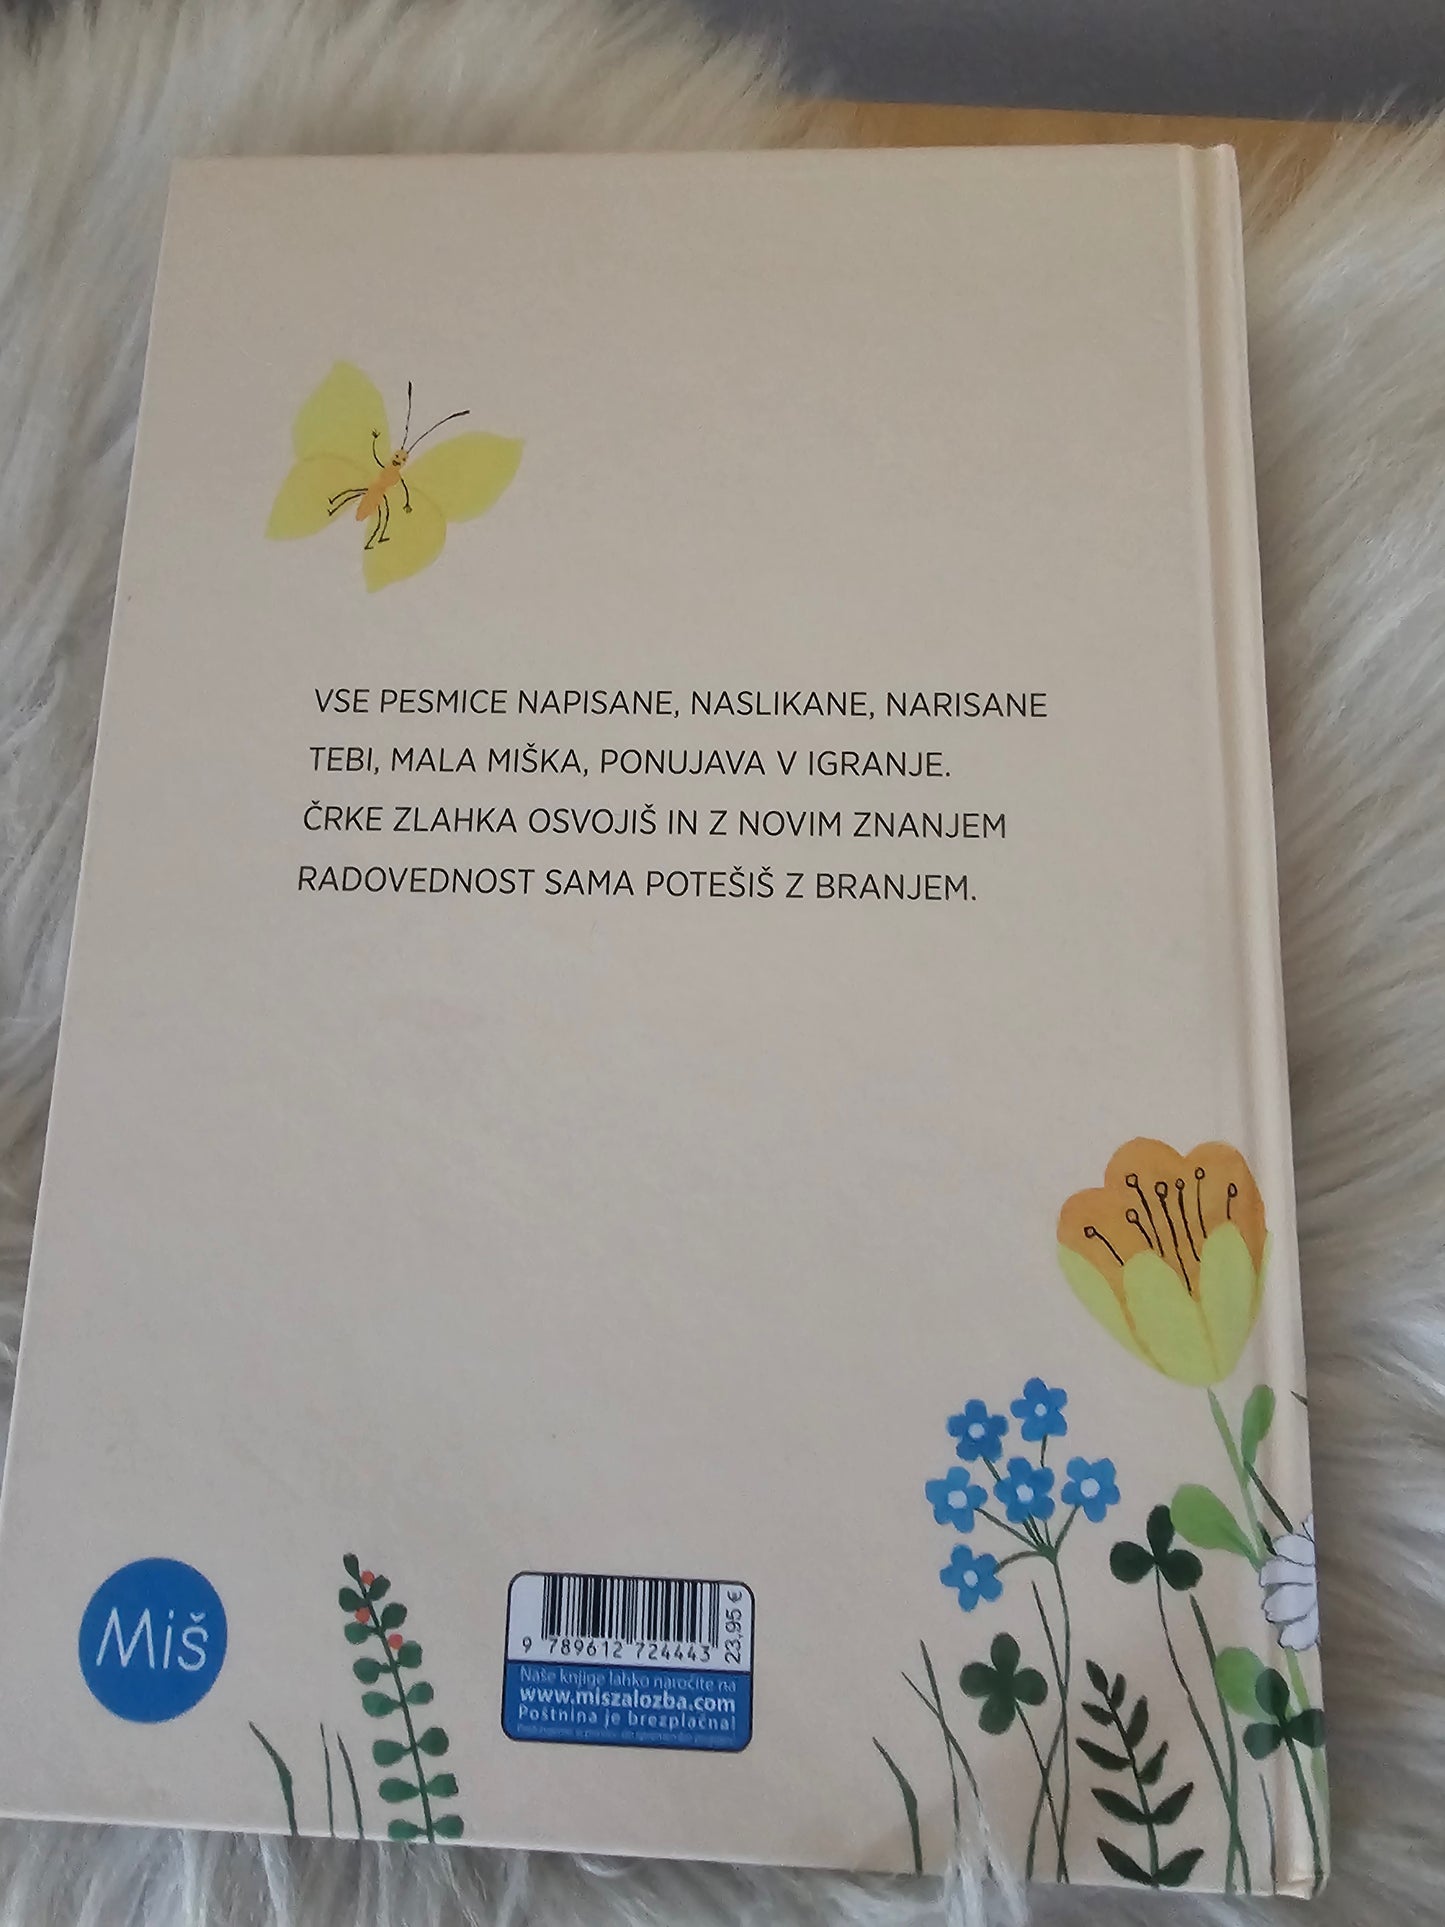 VSE PESMICE NAPISANE, NASLIKANE, NARISANE
TEBI, MALA MIŠKA, PONUJAVA V IGRANJE.
ČRKE ZLAHKA OSVOJIŠ IN Z NOVIM ZNANJEM
RADOVEDNOST SAMA POTEŠIŠ Z BRANJEM.
Miš
9 789612 724443
23,95 €
Naše knjige lahko naročite na
www.miszalozba.com
Poštnina je brezplačna!